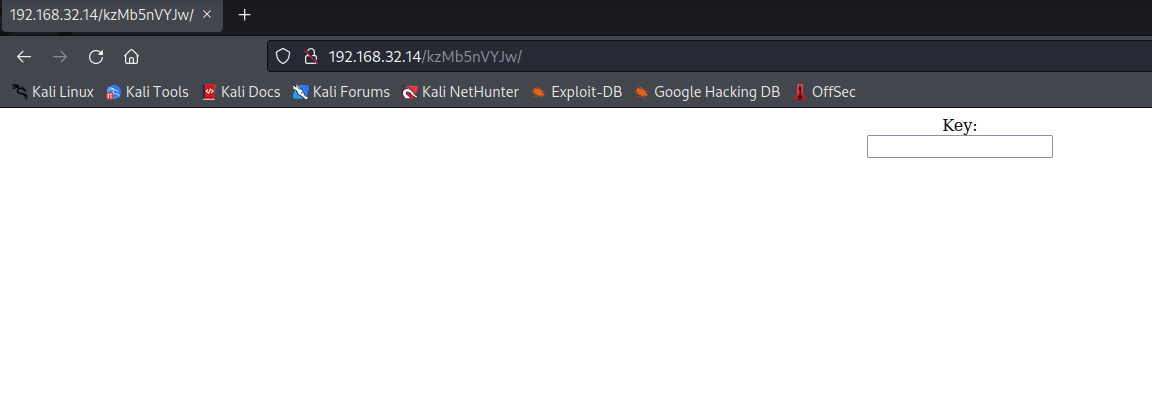 192.168.32.14/kzMb5nVYJw/
192.168.32.14/kzMb5nVYJw/
Kali Linux Kali Tools Kali Docs Kali Forums Kali NetHunter Exploit-DB Google Hacking DB OffSec
Key: